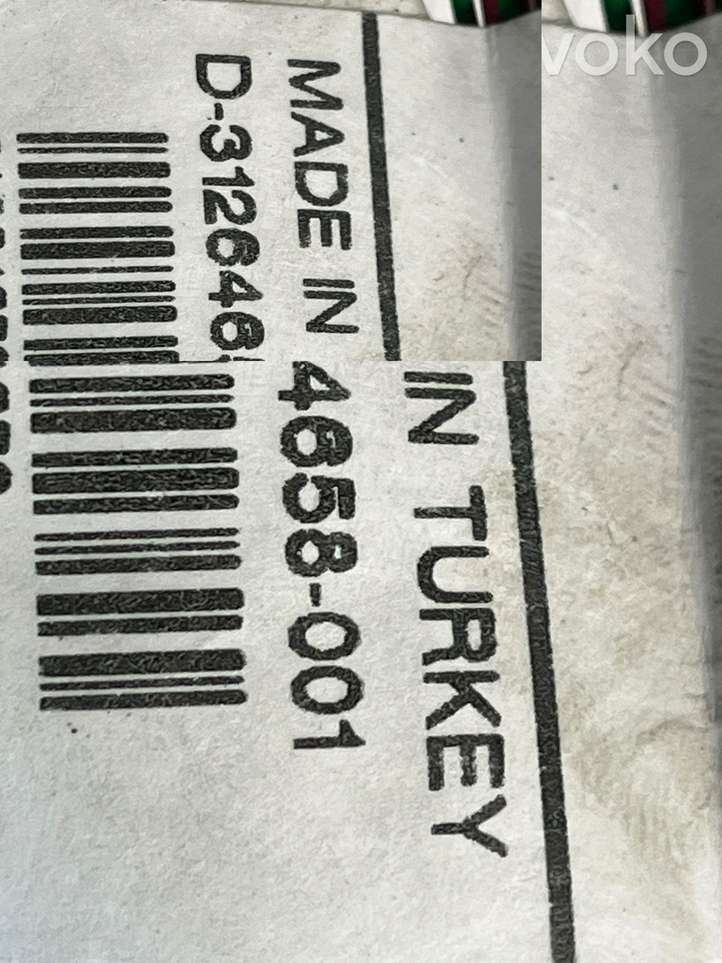 voko
MADE IN
D-31264
IN TURKEY
4658-001